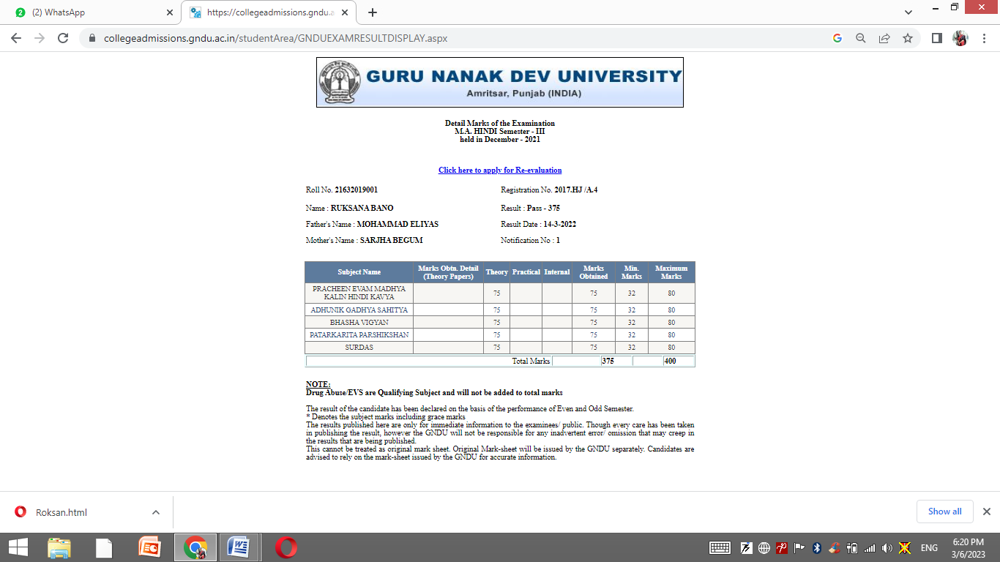 (2) WhatsApp
https://collegeadmissions.gndu.a
collegeadmissions.gndu.ac.in/studentArea/GNDUEXAMRESULTDISPLAY.aspx
GURU NANAK DEV UNIVERSITY
Amritsar, Punjab (INDIA)
Detail Marks of the Examination
M.A. HINDI Semester - III
held in December - 2021
Click here to apply for Re-evaluation
Roll No. 21632019001 Registration No. 2017.HJ /A.4
Name : RUKSANA BANO Result : Pass - 375
Father's Name : MOHAMMAD ELIYAS Result Date : 14-3-2022
Mother's Name : SARJHA BEGUM Notification No : 1
Subject Name Marks Obtn. Detail (Theory Papers) Theory Practical Internal Marks Obtained Min. Marks Maximum Marks
PRACHEEN EVAM MADHYA KALIN HINDI KAVYA 75 75 32 80
ADHUNIK GADHYA SAHITYA 75 75 32 80
BHASHA VIGYAN 75 75 32 80
PATARKARITA PARSHIKSHAN 75 75 32 80
SURDAS 75 75 32 80
Total Marks 375 400
NOTE:
Drug Abuse/EVS are Qualifying Subject and will not be added to total marks
The result of the candidate has been declared on the basis of the performance of Even and Odd Semester.
* Denotes the subject marks including grace marks
The results published here are only for immediate information to the examinees/ public. Though every care has been taken
in publishing the result, however the GNDU will not be responsible for any inadvertent error/ omission that may creep in
the results that are being published.
This cannot be treated as original mark sheet. Original Mark-sheet will be issued by the GNDU separately. Candidates are
advised to rely on the mark-sheet issued by the GNDU for accurate information.
Roksan.html
Show all
ENG
6:20 PM
3/6/2023